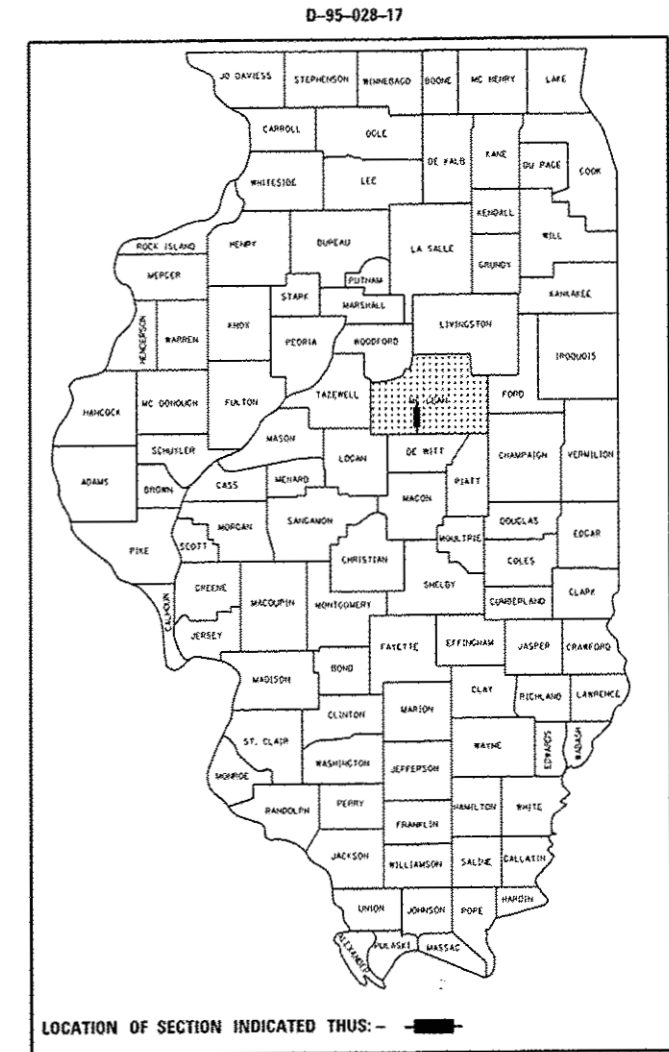 D-95-028-17
JO DAVIESS STEPHENSON WINNEBAGO BOONE MC HENRY LAKE
CARROLL OGLE DE KALB KANE DU PAGE COOK
WHITESIDE LEE KENDALL WILL
ROCK ISLAND HENRY BUREAU LA SALLE GRUNDY
MERCER STARK PUTNAM MARSHALL KANKAKEE
HENDERSON WARREN KNOX PEORIA WOODFORD LIVINGSTON IROQUOIS
HANCOCK MC DONOUGH FULTON TAZEWELL MC LEAN FORD
SCHUYLER MASON LOGAN DE WITT CHAMPAIGN VERMILION
ADAMS BROWN CASS MENARD MACON PIATT
PIKE SCOTT MORGAN SANGAMON CHRISTIAN MOULTRIE DOUGLAS EDGAR
COLES
CALHOUN GREENE MACOUPIN MONTGOMERY SHELBY CUMBERLAND CLARK
JERSEY FAYETTE EFFINGHAM JASPER CRAWFORD
MADISON BOND CLAY RICHLAND LAWRENCE
CLINTON MARION
ST. CLAIR WAYNE EDWARDS WABASH
MONROE WASHINGTON JEFFERSON
RANDOLPH PERRY HAMILTON WHITE
FRANKLIN
JACKSON WILLIAMSON SALINE GALLATIN
UNION JOHNSON POPE HARDIN
ALEXANDER PULASKI MASSAC
LOCATION OF SECTION INDICATED THUS: -